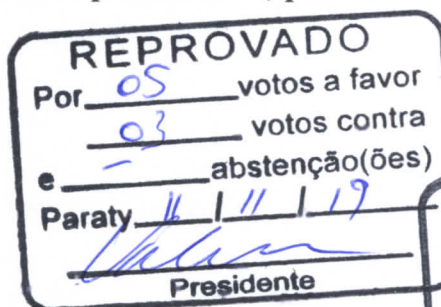 REPROVADO
Por 05 votos a favor
03 votos contra
e - abstenção(ões)
Paraty 11 / 11 / 19
Presidente